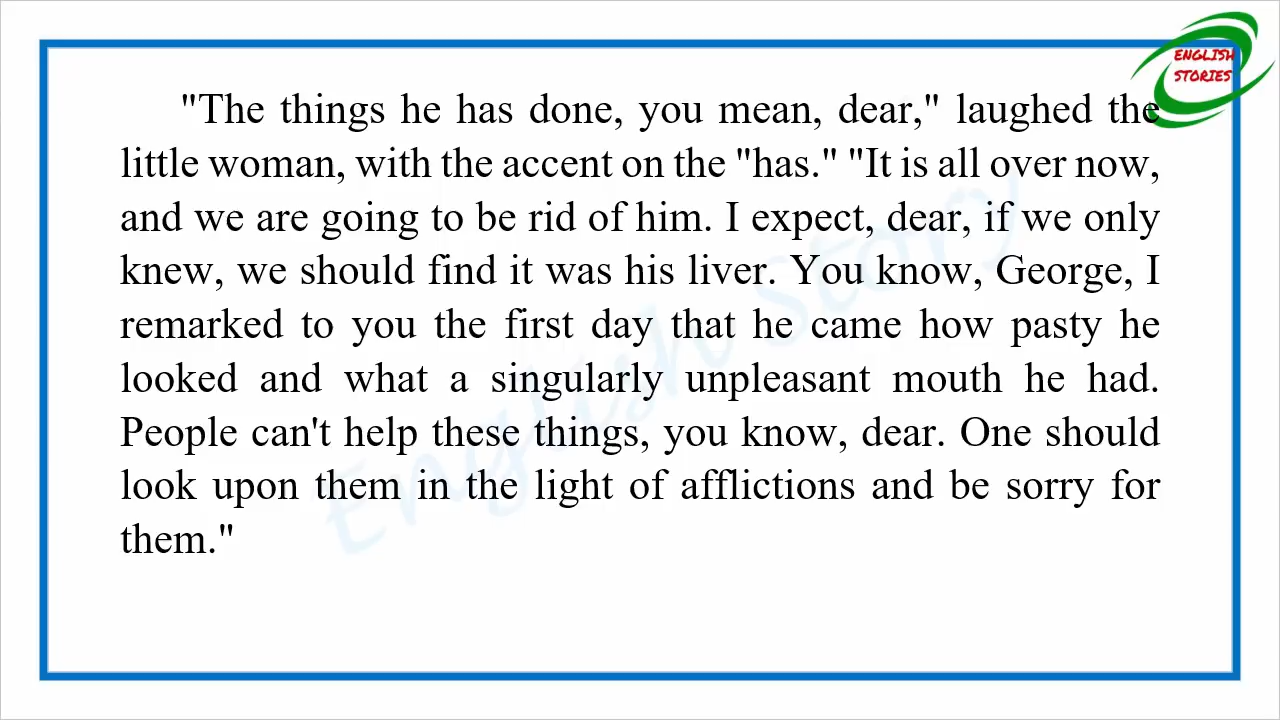 ENGLISH
STORIES
"The things he has done, you mean, dear," laughed the
little woman, with the accent on the "has." "It is all over now,
and we are going to be rid of him. I expect, dear, if we only
knew, we should find it was his liver. You know, George, I
remarked to you the first day that he came how pasty he
looked and what a singularly unpleasant mouth he had.
People can't help these things, you know, dear. One should
look upon them in the light of afflictions and be sorry for
them."
English Story